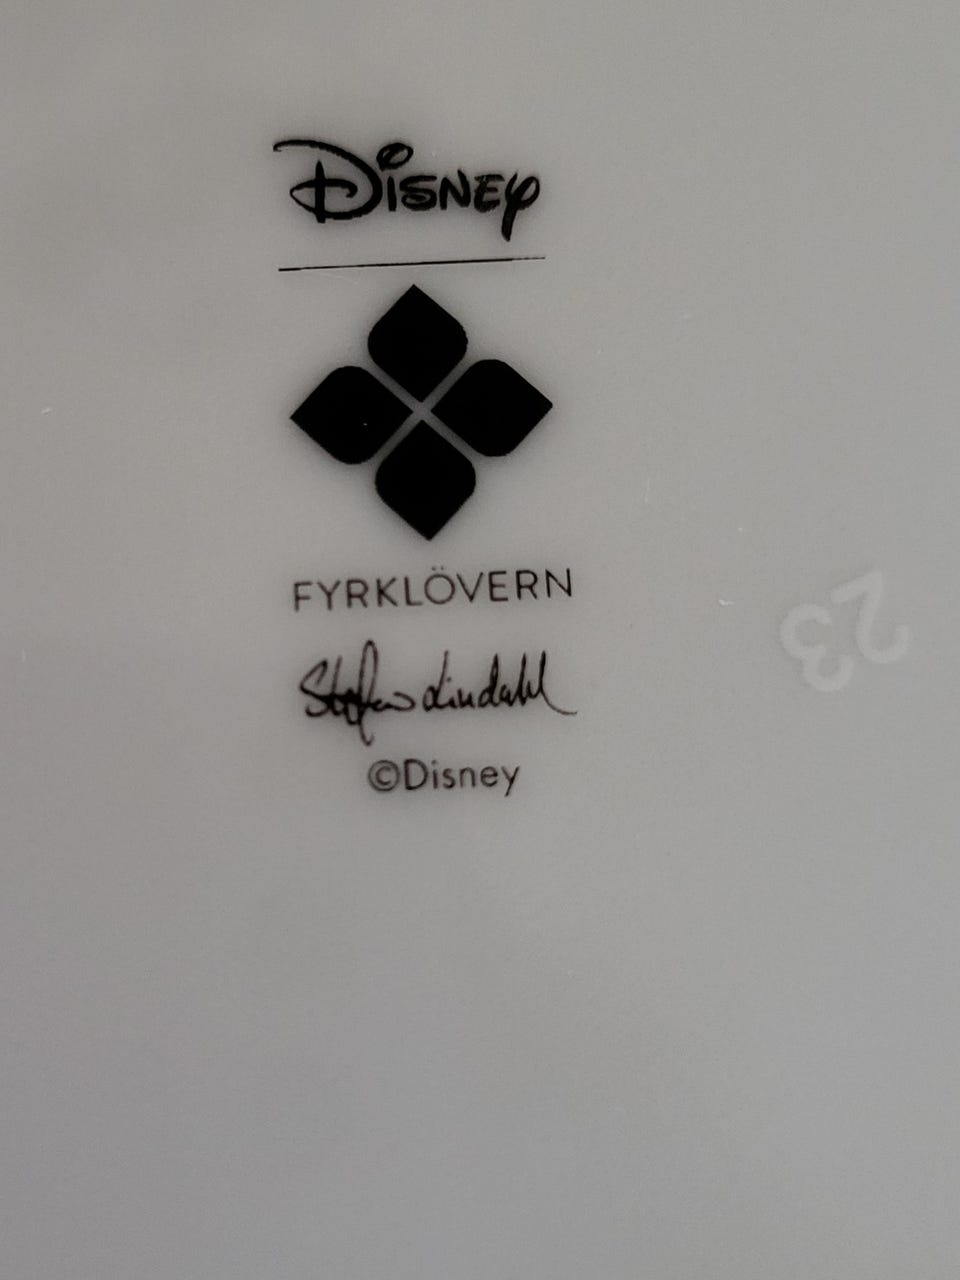 Disney
FYRKLÖVERN
Stefan Lindahl
©Disney
23